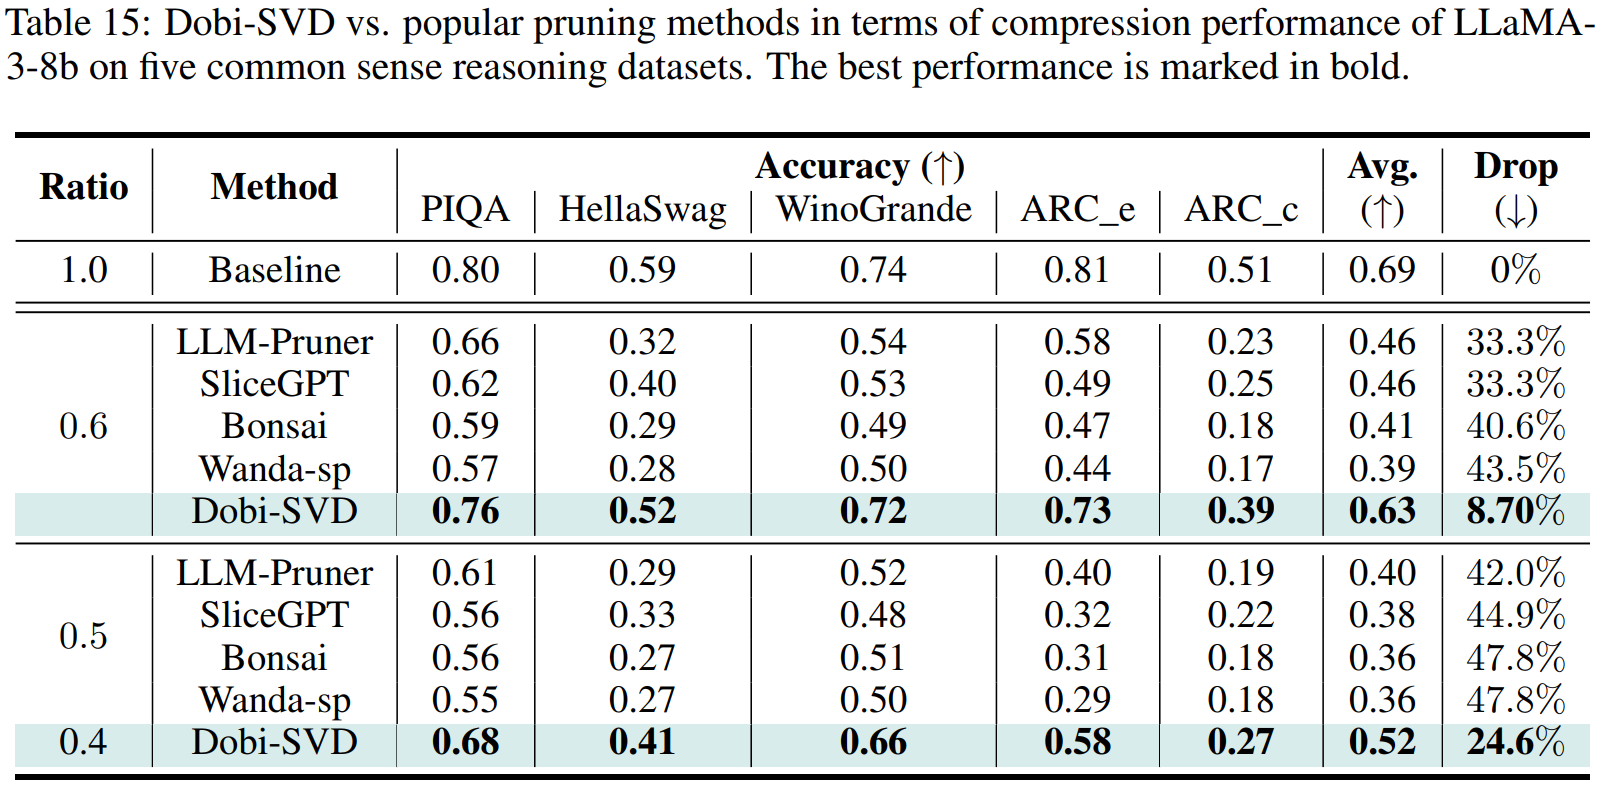 Table 15: Dobi-SVD vs. popular pruning methods in terms of compression performance of LLaMA-
3-8b on five common sense reasoning datasets. The best performance is marked in bold.
Ratio Method Accuracy (↑) Avg. (↑) Drop (↓)
PIQA HellaSwag WinoGrande ARC_e ARC_c
1.0 Baseline 0.80 0.59 0.74 0.81 0.51 0.69 0%
0.6 LLM-Pruner 0.66 0.32 0.54 0.58 0.23 0.46 33.3%
SliceGPT 0.62 0.40 0.53 0.49 0.25 0.46 33.3%
Bonsai 0.59 0.29 0.49 0.47 0.18 0.41 40.6%
Wanda-sp 0.57 0.28 0.50 0.44 0.17 0.39 43.5%
Dobi-SVD 0.76 0.52 0.72 0.73 0.39 0.63 8.70%
0.5 LLM-Pruner 0.61 0.29 0.52 0.40 0.19 0.40 42.0%
SliceGPT 0.56 0.33 0.48 0.32 0.22 0.38 44.9%
Bonsai 0.56 0.27 0.51 0.31 0.18 0.36 47.8%
Wanda-sp 0.55 0.27 0.50 0.29 0.18 0.36 47.8%
0.4 Dobi-SVD 0.68 0.41 0.66 0.58 0.27 0.52 24.6%